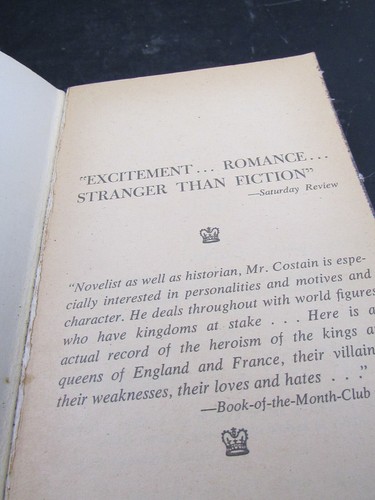 "EXCITEMENT... ROMANCE...
STRANGER THAN FICTION"
—Saturday Review
"Novelist as well as historian, Mr. Costain is espe-
cially interested in personalities and motives and
character. He deals throughout with world figures
who have kingdoms at stake . . . Here is a
actual record of the heroism of the kings a
queens of England and France, their villain
their weaknesses, their loves and hates . . ."
—Book-of-the-Month-Club